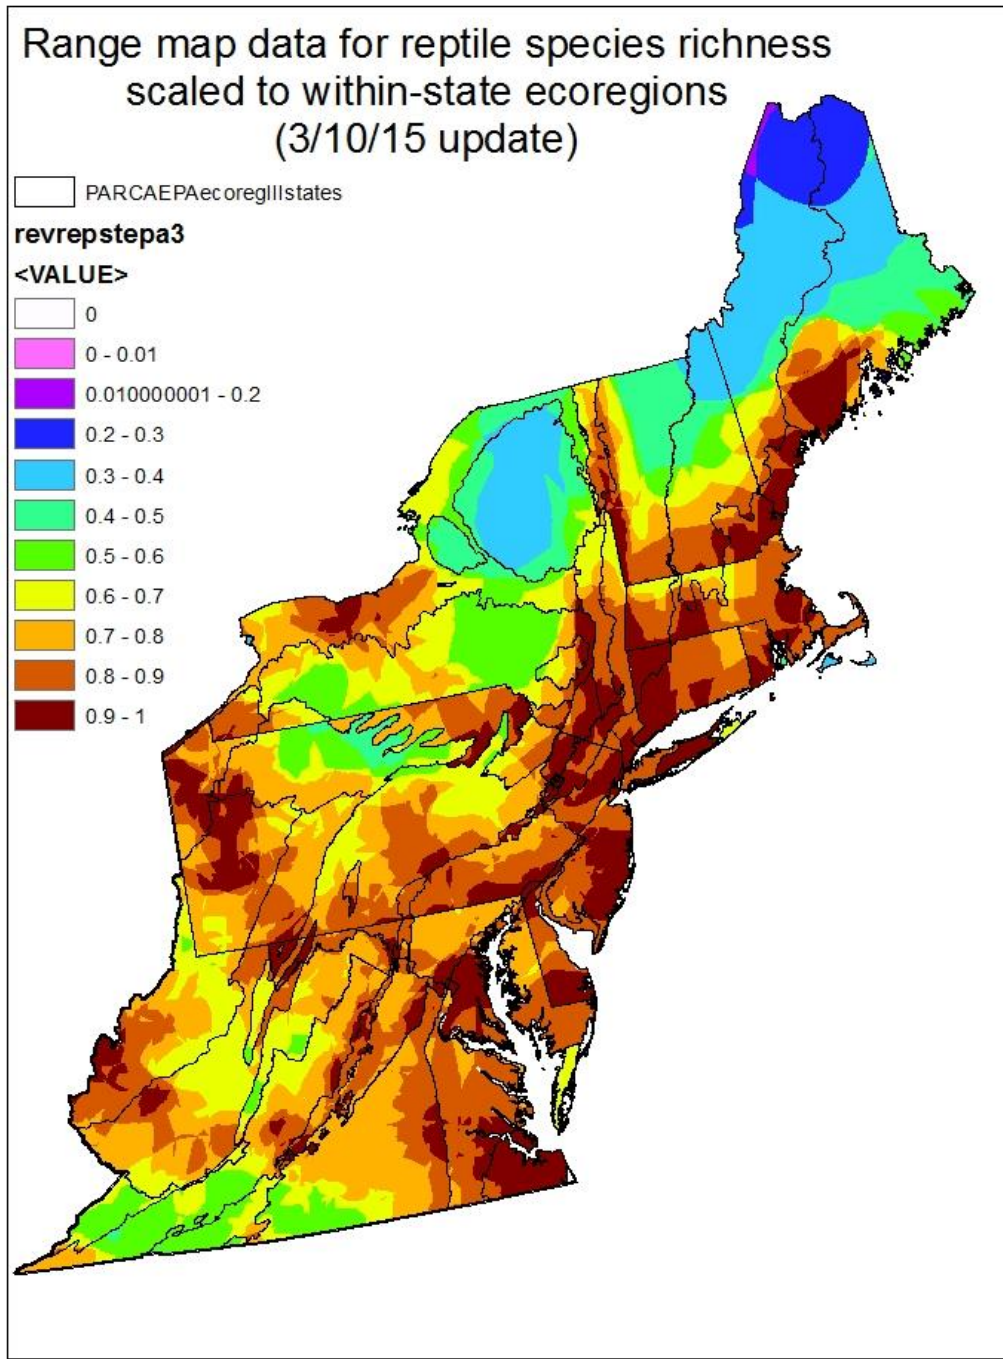 Range map data for reptile species richness
scaled to within-state ecoregions
(3/10/15 update)
PARCAEPAecoregIIIstates
revrepstepa3
<VALUE>
0
0 - 0.01
0.010000001 - 0.2
0.2 - 0.3
0.3 - 0.4
0.4 - 0.5
0.5 - 0.6
0.6 - 0.7
0.7 - 0.8
0.8 - 0.9
0.9 - 1